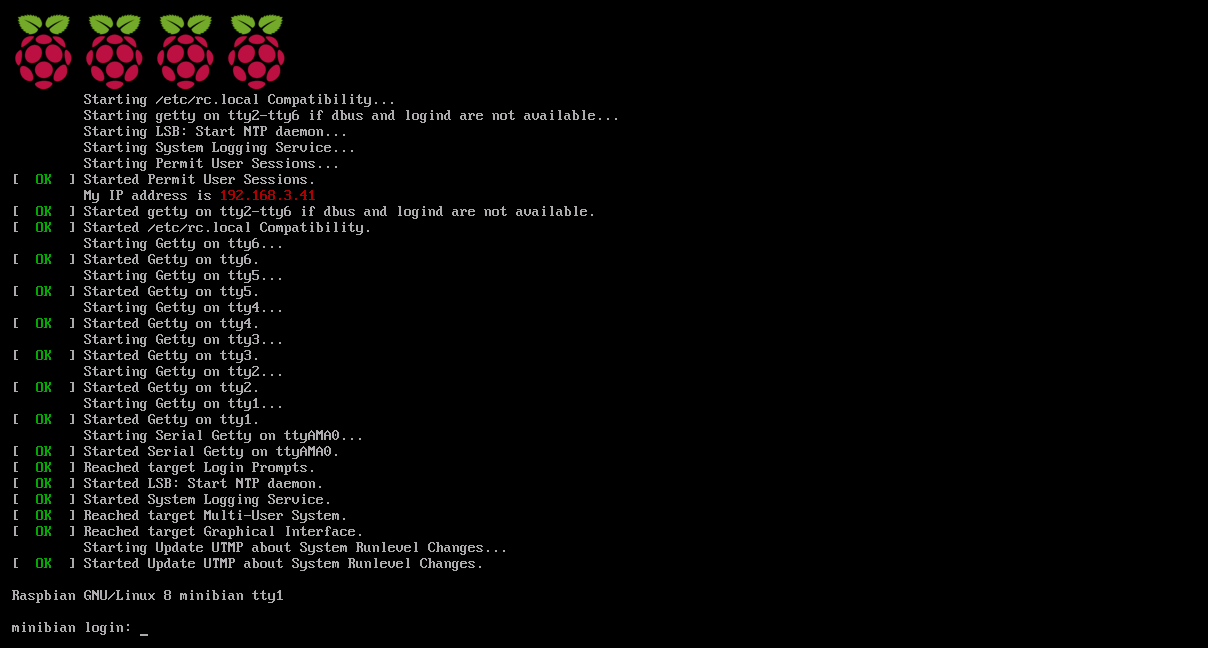 Starting /etc/rc.local Compatibility...
Starting getty on tty2-tty6 if dbus and logind are not available...
Starting LSB: Start NTP daemon...
Starting System Logging Service...
Starting Permit User Sessions...
[  OK  ] Started Permit User Sessions.
My IP address is 192.168.3.41
[  OK  ] Started getty on tty2-tty6 if dbus and logind are not available.
[  OK  ] Started /etc/rc.local Compatibility.
Starting Getty on tty6...
[  OK  ] Started Getty on tty6.
Starting Getty on tty5...
[  OK  ] Started Getty on tty5.
Starting Getty on tty4...
[  OK  ] Started Getty on tty4.
Starting Getty on tty3...
[  OK  ] Started Getty on tty3.
Starting Getty on tty2...
[  OK  ] Started Getty on tty2.
Starting Getty on tty1...
[  OK  ] Started Getty on tty1.
Starting Serial Getty on ttyAMA0...
[  OK  ] Started Serial Getty on ttyAMA0.
[  OK  ] Reached target Login Prompts.
[  OK  ] Started LSB: Start NTP daemon.
[  OK  ] Started System Logging Service.
[  OK  ] Reached target Multi-User System.
[  OK  ] Reached target Graphical Interface.
Starting Update UTMP about System Runlevel Changes...
[  OK  ] Started Update UTMP about System Runlevel Changes.
Raspbian GNU/Linux 8 minibian tty1
minibian login: _